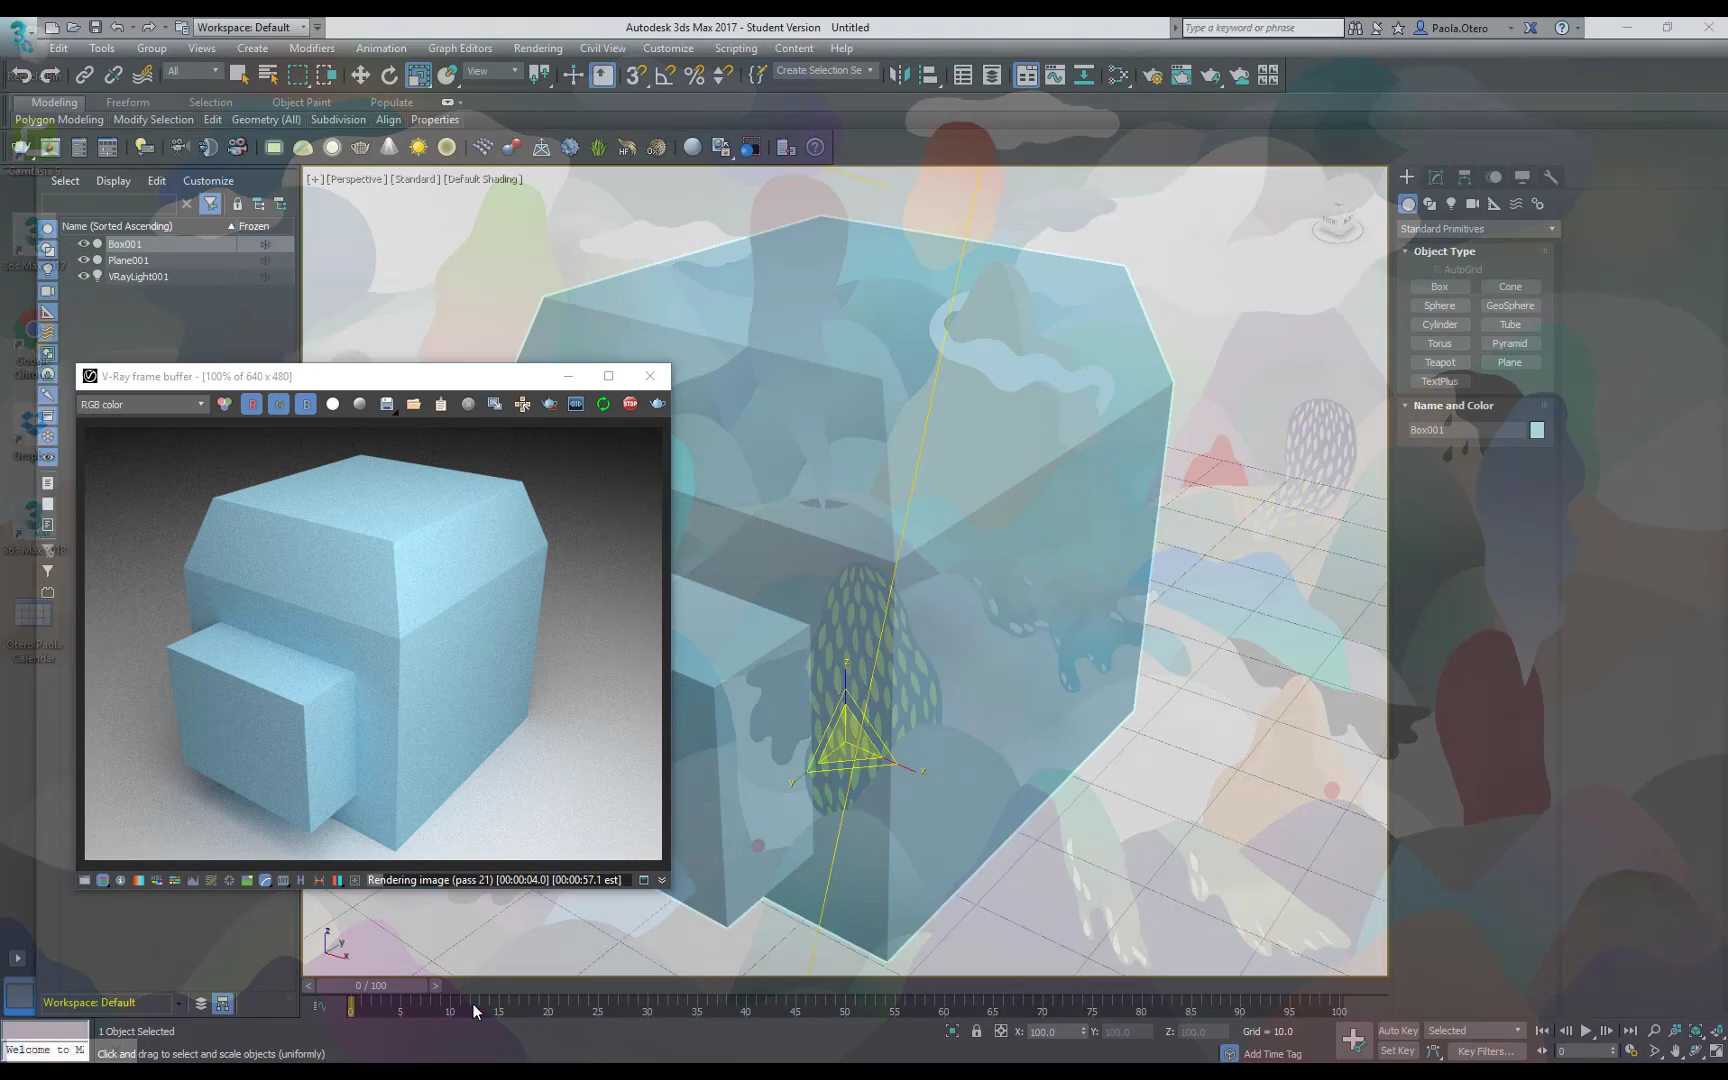 Workspace: Default
Autodesk 3ds Max 2017 - Student Version    Untitled
Type a keyword or phrase
Paola.Otero
Edit Tools Group Views Create Modifiers Animation Graph Editors Rendering Civil View Customize Scripting Content Help
All
View
Create Selection Se
Modeling Freeform Selection Object Paint Populate
Polygon Modeling Modify Selection Edit Geometry (All) Subdivision Align Properties
Select Display Edit Customize
[+] [Perspective ] [Standard ] [Default Shading ]
Name (Sorted Ascending) ▲ Frozen
Box001
Plane001
VRayLight001
Standard Primitives
Object Type
AutoGrid
Box Cone
Sphere GeoSphere
Cylinder Tube
Torus Pyramid
Teapot Plane
TextPlus
Name and Color
Box001
V-Ray frame buffer - [100% of 640 x 480]
RGB color
R G B
STOP
Rendering image (pass 21) [00:00:04.0] [00:00:57.1 est]
Otero Paola
Calendar
z
y
x
z
y
x
0 / 100
Workspace: Default
0 5 10 15 20 25 30 35 40 45 50 55 60 65 70 75 80 85 90 95 100
1 Object Selected
X: 100.0 Y: 100.0 Z: 100.0 Grid = 10.0
Auto Key Selected
Welcome to M
Click and drag to select and scale objects (uniformly)
Add Time Tag
Set Key Key Filters...
0